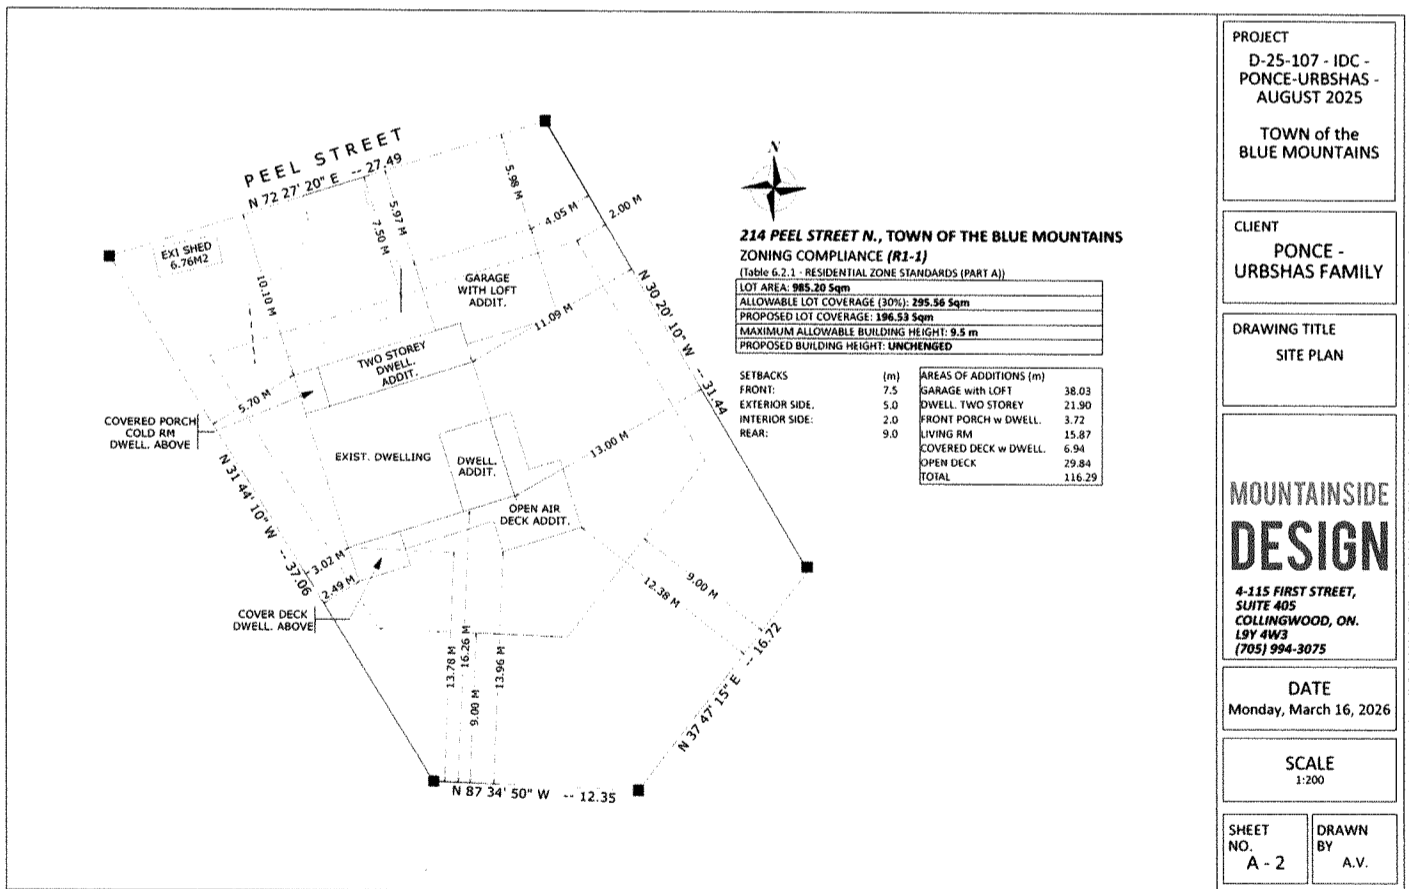 PEEL STREET
N 72 27' 20" E -- 27.49
EXI SHED
6.76M2
10.10 M
7.50 M
5.97 M
5.98 M
4.05 M
2.00 M
GARAGE
WITH LOFT
ADDIT.
11.09 M
N 30 20' 10" W -- 31.44
TWO STOREY
DWELL.
ADDIT.
5.70 M
COVERED PORCH
COLD RM
DWELL. ABOVE
EXIST. DWELLING
DWELL.
ADDIT.
13.00 M
OPEN AIR
DECK ADDIT.
N 31 44' 10" W -- 37.06
3.02 M
2.49 M
COVER DECK
DWELL. ABOVE
13.78 M
16.26 M
9.00 M
13.96 M
12.38 M
9.00 M
N 37 47' 15" E -- 16.72
N 87 34' 50" W -- 12.35
N
214 PEEL STREET N., TOWN OF THE BLUE MOUNTAINS
ZONING COMPLIANCE (R1-1)
(Table 6.2.1 - RESIDENTIAL ZONE STANDARDS (PART A))
LOT AREA: 985.20 Sqm
ALLOWABLE LOT COVERAGE (30%): 295.56 Sqm
PROPOSED LOT COVERAGE: 196.53 Sqm
MAXIMUM ALLOWABLE BUILDING HEIGHT: 9.5 m
PROPOSED BUILDING HEIGHT: UNCHENGED
SETBACKS (m)
FRONT: 7.5
EXTERIOR SIDE. 5.0
INTERIOR SIDE: 2.0
REAR: 9.0
AREAS OF ADDITIONS (m)
GARAGE with LOFT 38.03
DWELL. TWO STOREY 21.90
FRONT PORCH w DWELL. 3.72
LIVING RM 15.87
COVERED DECK w DWELL. 6.94
OPEN DECK 29.84
TOTAL 116.29
PROJECT
D-25-107 - IDC -
PONCE-URBSHAS -
AUGUST 2025
TOWN of the
BLUE MOUNTAINS
CLIENT
PONCE -
URBSHAS FAMILY
DRAWING TITLE
SITE PLAN
MOUNTAINSIDE
DESIGN
4-115 FIRST STREET,
SUITE 405
COLLINGWOOD, ON.
L9Y 4W3
(705) 994-3075
DATE
Monday, March 16, 2026
SCALE
1:200
SHEET
NO.
A - 2
DRAWN
BY
A.V.